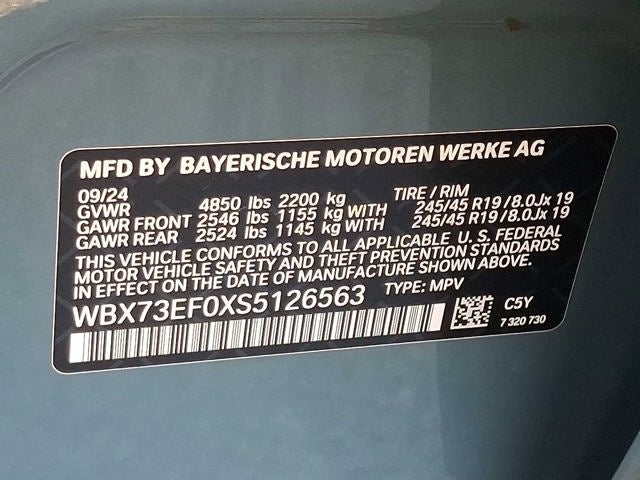 MFD BY BAYERISCHE MOTOREN WERKE AG
09/24 TIRE / RIM
GVWR 4850 lbs 2200 kg
GAWR FRONT 2546 lbs 1155 kg WITH 245/45 R19 / 8.0Jx 19
GAWR REAR 2524 lbs 1145 kg WITH 245/45 R19 / 8.0Jx 19
THIS VEHICLE CONFORMS TO ALL APPLICABLE U. S. FEDERAL
MOTOR VEHICLE SAFETY AND THEFT PREVENTION STANDARDS
IN EFFECT ON THE DATE OF MANUFACTURE SHOWN ABOVE.
WBX73EF0XS5126563 TYPE: MPV
C5Y
7 320 730